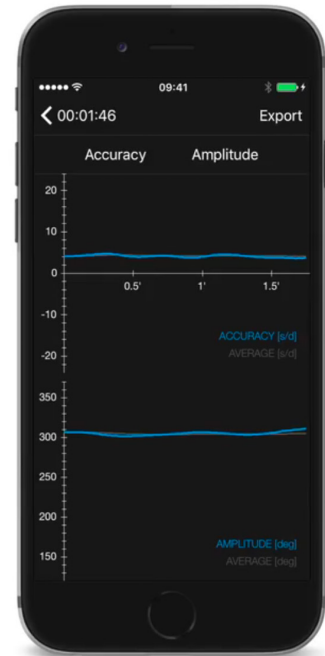 09:41
00:01:46 Export
Accuracy Amplitude
20
10
0
0.5' 1' 1.5'
-10
ACCURACY [s/d]
-20 AVERAGE [s/d]
350
300
250
200
AMPLITUDE [deg]
150 AVERAGE [deg]